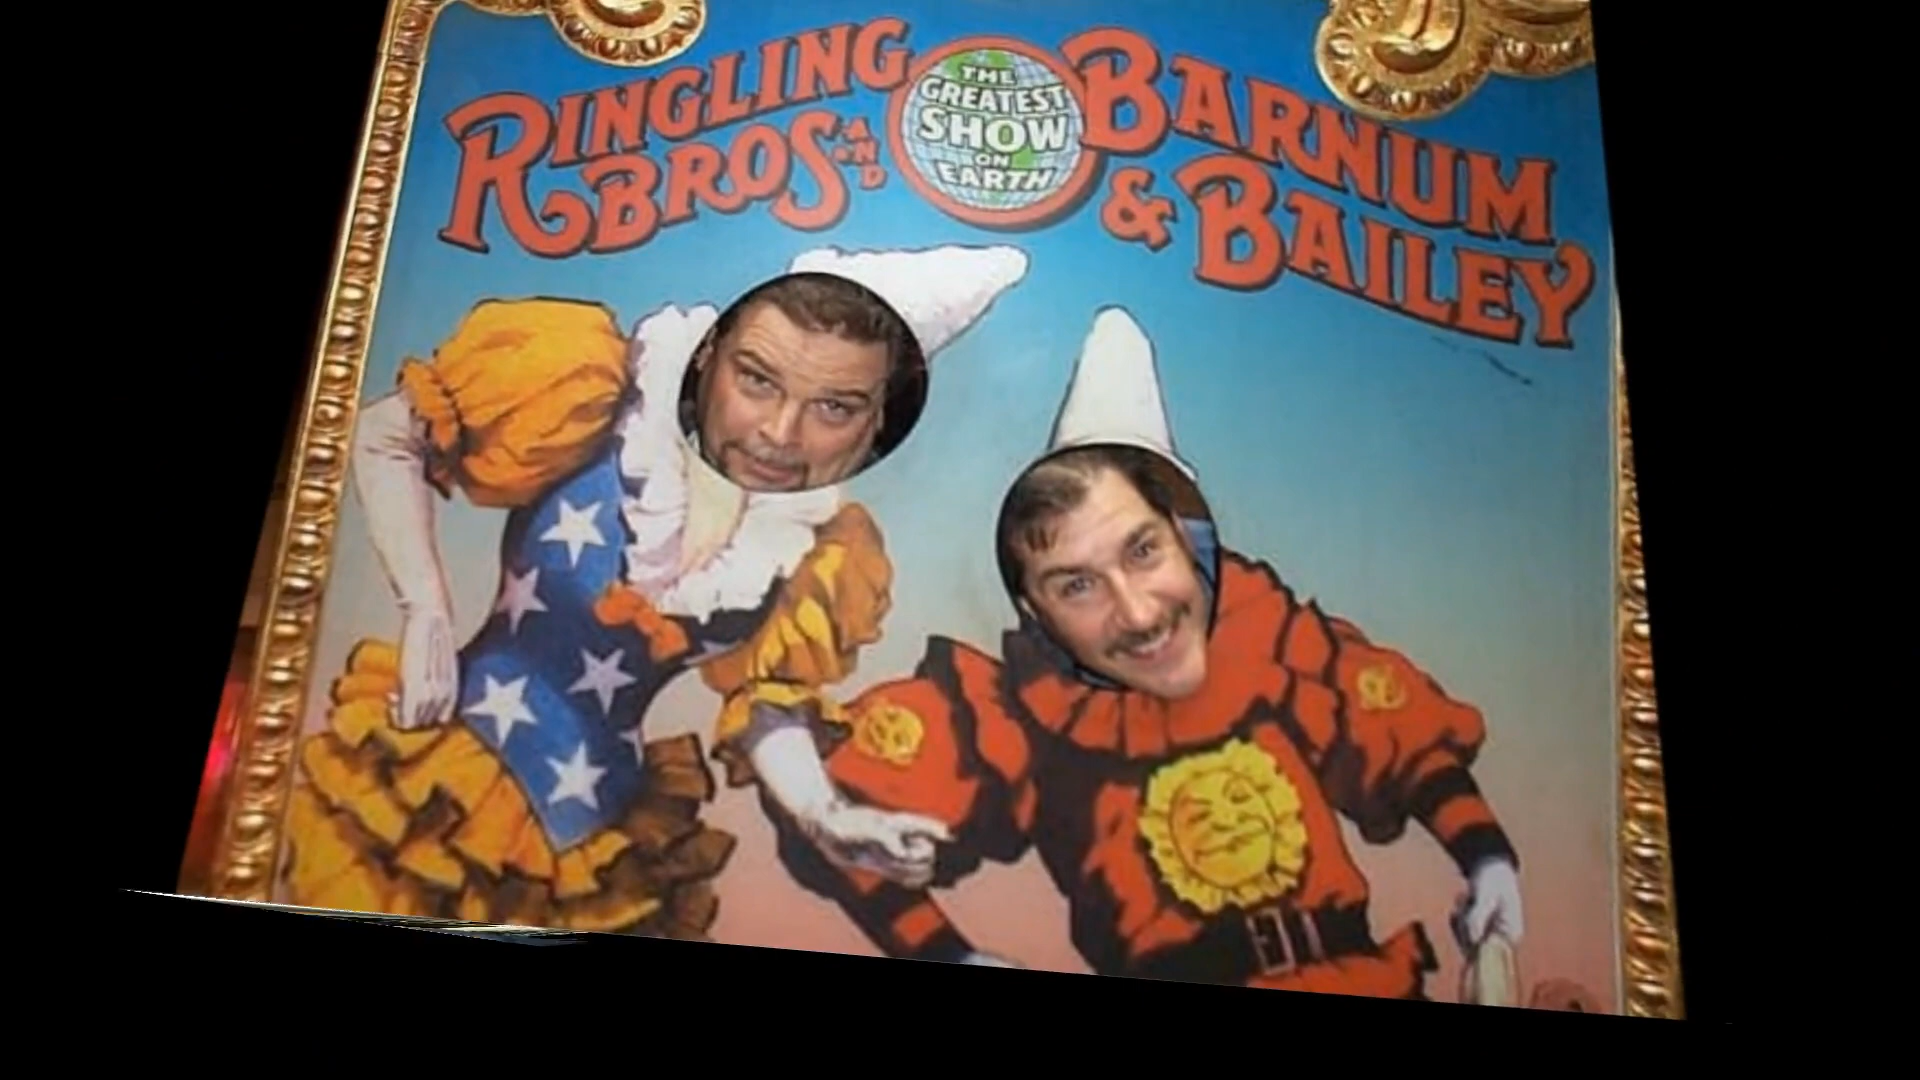 RINGLING
BROS AND
THE
GREATEST
SHOW
ON
EARTH
BARNUM
& BAILEY